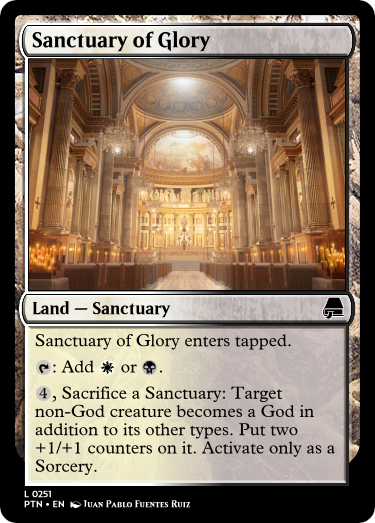 Sanctuary of Glory
Land — Sanctuary
Sanctuary of Glory enters tapped.
: Add or .
4, Sacrifice a Sanctuary: Target
non-God creature becomes a God in
addition to its other types. Put two
+1/+1 counters on it. Activate only as a
Sorcery.
L 0251
PTN • EN Juan Pablo Fuentes Ruiz